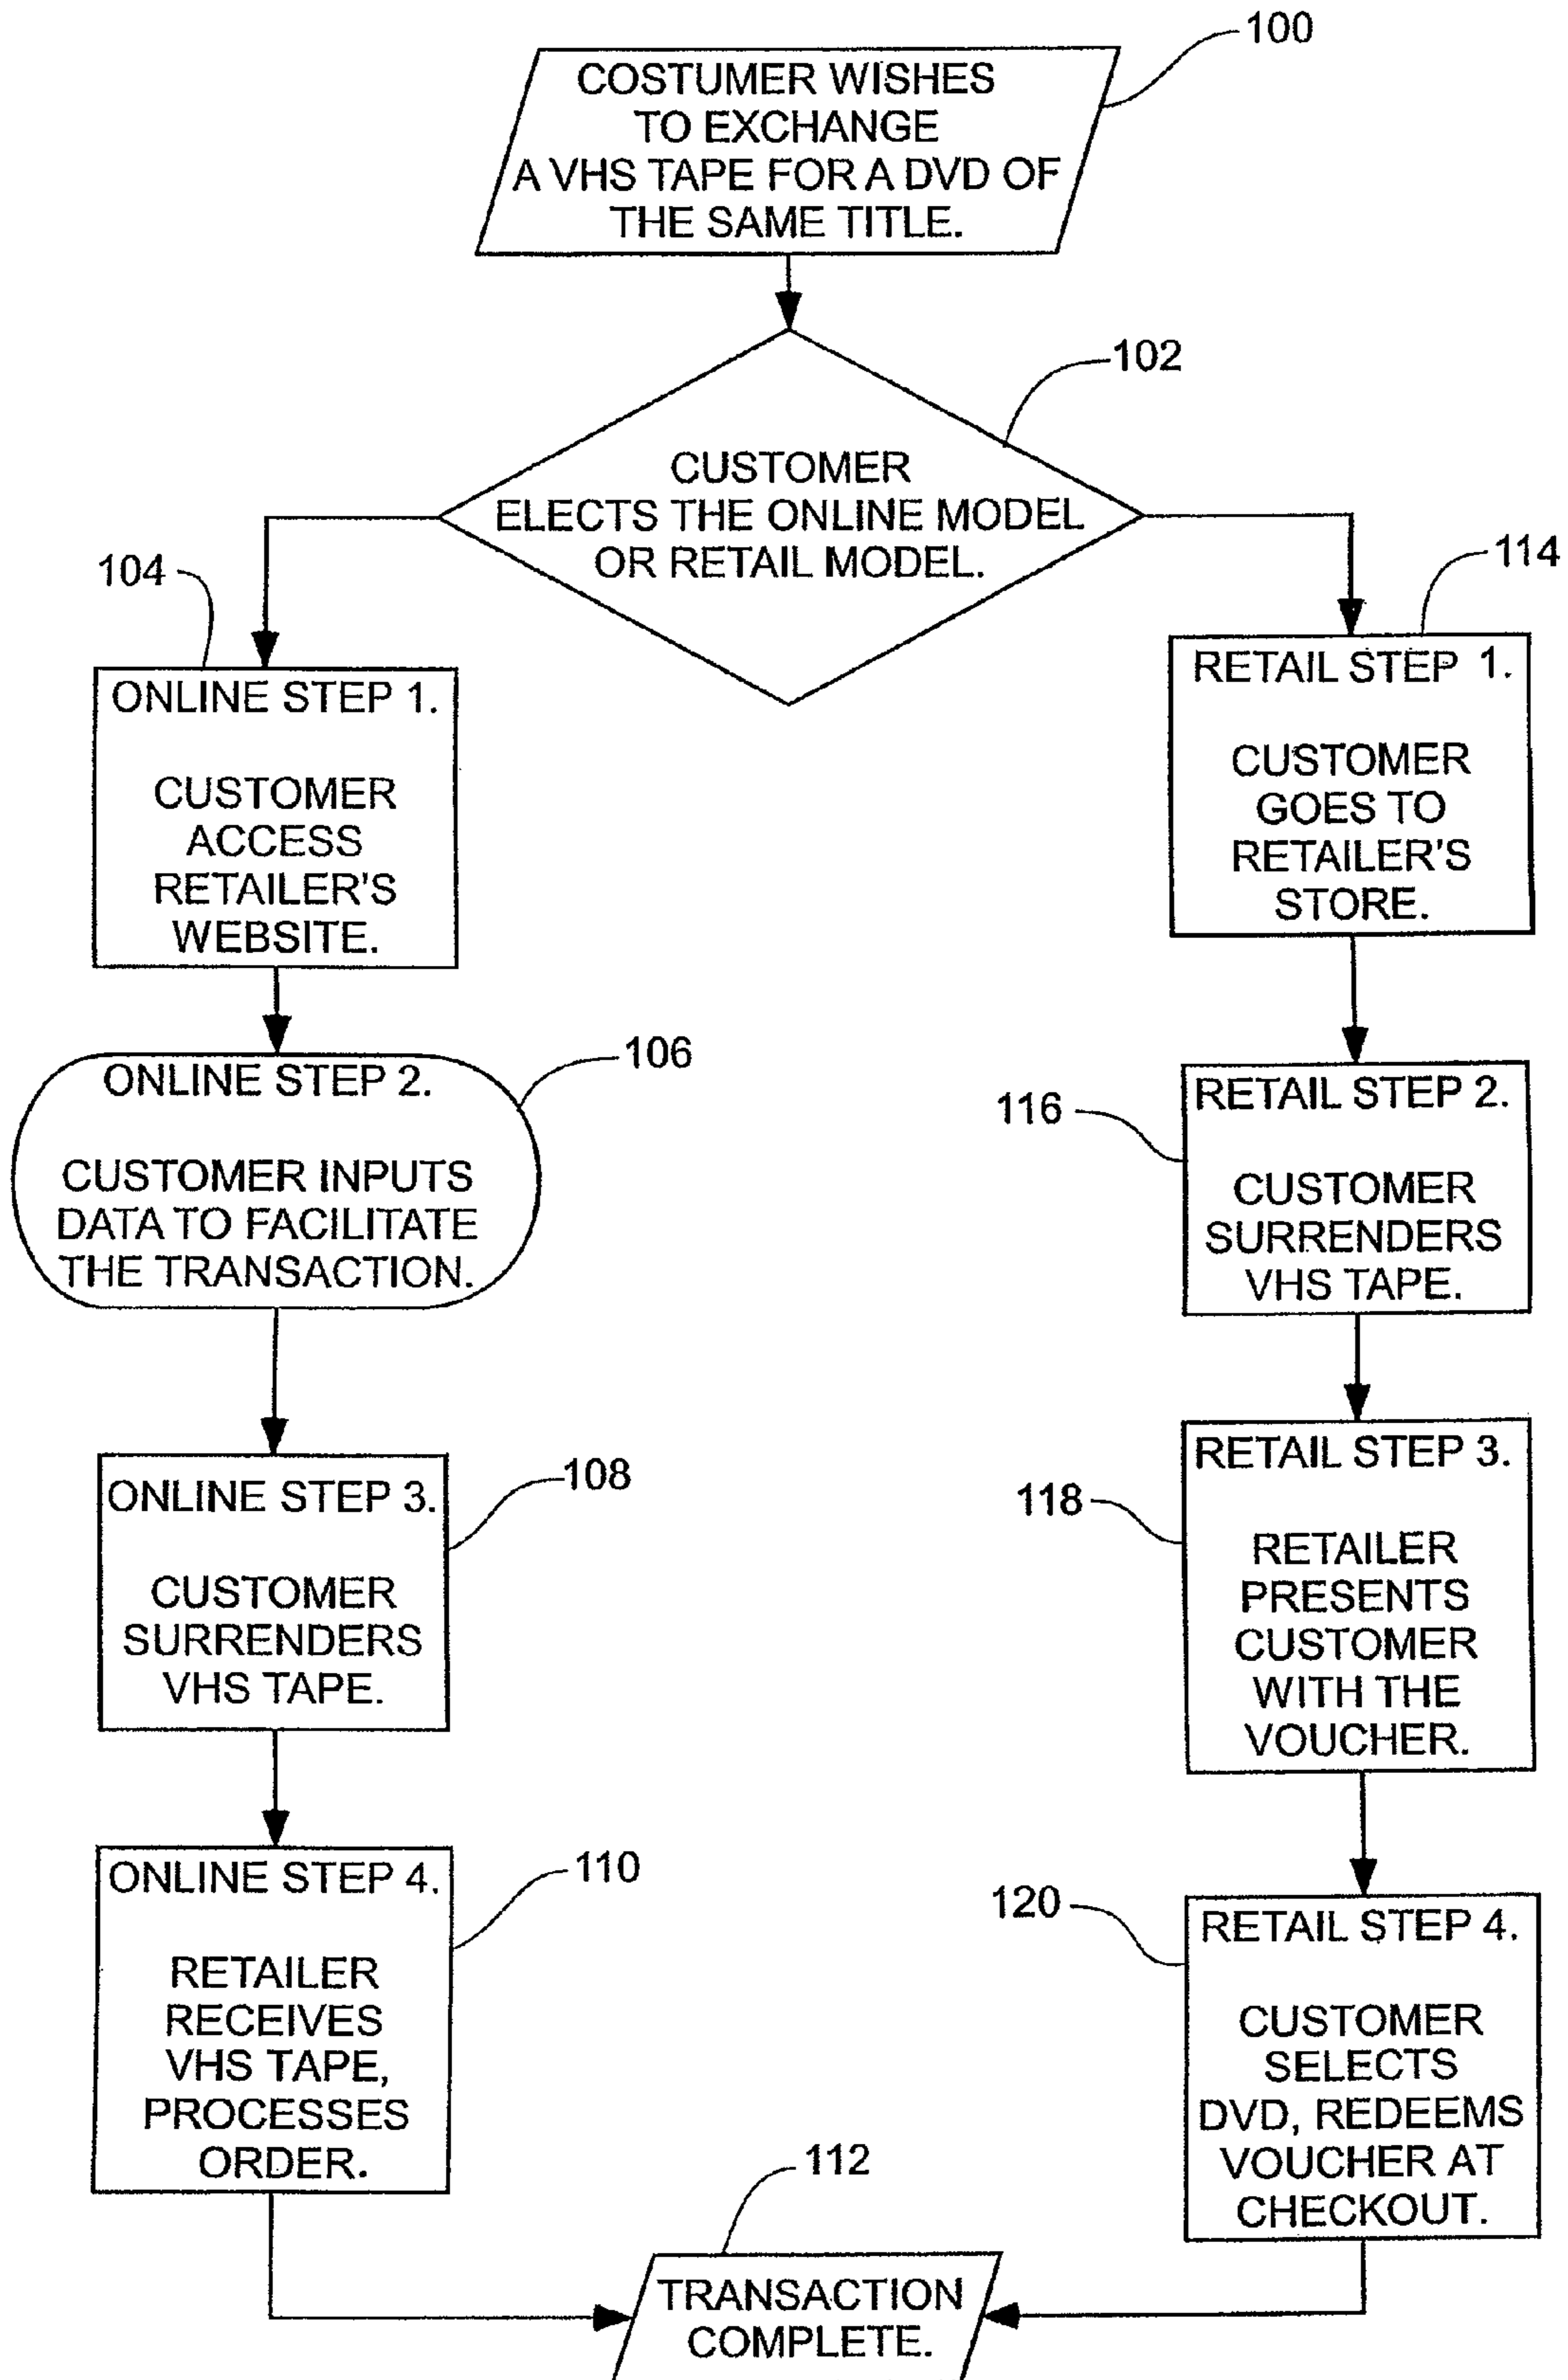 100
COSTUMER WISHES
TO EXCHANGE
A VHS TAPE FOR A DVD OF
THE SAME TITLE.
102
CUSTOMER
ELECTS THE ONLINE MODEL
OR RETAIL MODEL.
104
ONLINE STEP 1.
CUSTOMER
ACCESS
RETAILER'S
WEBSITE.
106
ONLINE STEP 2.
CUSTOMER INPUTS
DATA TO FACILITATE
THE TRANSACTION.
108
ONLINE STEP 3.
CUSTOMER
SURRENDERS
VHS TAPE.
110
ONLINE STEP 4.
RETAILER
RECEIVES
VHS TAPE,
PROCESSES
ORDER.
114
RETAIL STEP 1.
CUSTOMER
GOES TO
RETAILER'S
STORE.
116
RETAIL STEP 2.
CUSTOMER
SURRENDERS
VHS TAPE.
118
RETAIL STEP 3.
RETAILER
PRESENTS
CUSTOMER
WITH THE
VOUCHER.
120
RETAIL STEP 4.
CUSTOMER
SELECTS
DVD, REDEEMS
VOUCHER AT
CHECKOUT.
112
TRANSACTION
COMPLETE.